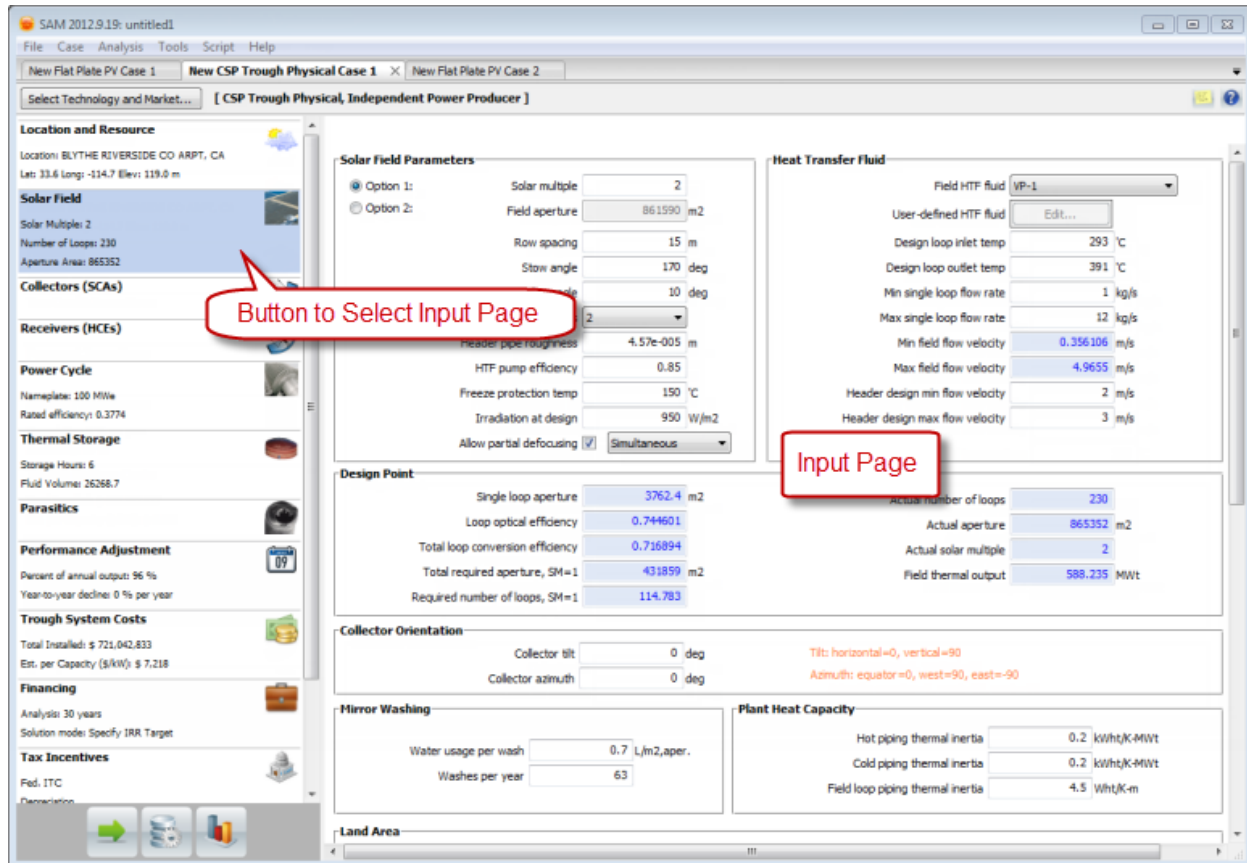 SAM 2012.9.19: untitled1
File Case Analysis Tools Script Help
New Flat Plate PV Case 1 New CSP Trough Physical Case 1 New Flat Plate PV Case 2
Select Technology and Market... [ CSP Trough Physical, Independent Power Producer ]
Location and Resource
Location: BLYTHE RIVERSIDE CO ARPT, CA
Lat: 33.6 Long: -114.7 Elev: 119.0 m
Solar Field
Solar Multiple: 2
Number of Loops: 230
Aperture Area: 865352
Collectors (SCAs)
Receivers (HCEs)
Power Cycle
Nameplate: 100 MWe
Rated efficiency: 0.3774
Thermal Storage
Storage Hours: 6
Fluid Volume: 26268.7
Parasitics
Performance Adjustment
09
Percent of annual output: 96 %
Year-to-year decline: 0 % per year
Trough System Costs
Total Installed: $ 721,042,833
Est. per Capacity ($/kW): $ 7,218
Financing
Analysis: 30 years
Solution mode: Specify IRR Target
Tax Incentives
Fed. ITC
Depreciation
Button to Select Input Page
Solar Field Parameters
Option 1: Solar multiple 2
Option 2: Field aperture 861590 m2
Row spacing 15 m
Stow angle 170 deg
angle 10 deg
2
Header pipe roughness 4.57e-005 m
HTF pump efficiency 0.85
Freeze protection temp 150 °C
Irradiation at design 950 W/m2
Allow partial defocusing Simultaneous
Heat Transfer Fluid
Field HTF fluid VP-1
User-defined HTF fluid Edit...
Design loop inlet temp 293 °C
Design loop outlet temp 391 °C
Min single loop flow rate 1 kg/s
Max single loop flow rate 12 kg/s
Min field flow velocity 0.356106 m/s
Max field flow velocity 4.9655 m/s
Header design min flow velocity 2 m/s
Header design max flow velocity 3 m/s
Input Page
Design Point
Single loop aperture 3762.4 m2
Loop optical efficiency 0.744601
Total loop conversion efficiency 0.716894
Total required aperture, SM=1 431859 m2
Required number of loops, SM=1 114.783
Actual number of loops 230
Actual aperture 865352 m2
Actual solar multiple 2
Field thermal output 588.235 MWt
Collector Orientation
Collector tilt 0 deg
Collector azimuth 0 deg
Tilt: horizontal=0, vertical=90
Azimuth: equator=0, west=90, east=-90
Mirror Washing
Water usage per wash 0.7 L/m2,aper.
Washes per year 63
Plant Heat Capacity
Hot piping thermal inertia 0.2 kWht/K-MWt
Cold piping thermal inertia 0.2 kWht/K-MWt
Field loop piping thermal inertia 4.5 Wht/K-m
Land Area